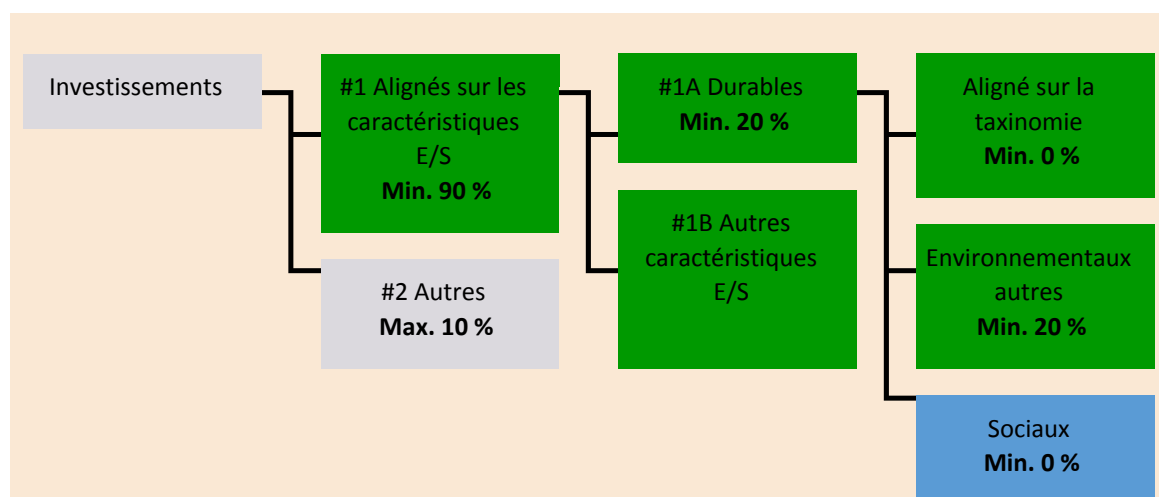 Investissements
#1 Alignés sur les
caractéristiques
E/S
Min. 90 %
#2 Autres
Max. 10 %
#1A Durables
Min. 20 %
#1B Autres
caractéristiques
E/S
Aligné sur la
taxinomie
Min. 0 %
Environnementaux
autres
Min. 20 %
Sociaux
Min. 0 %